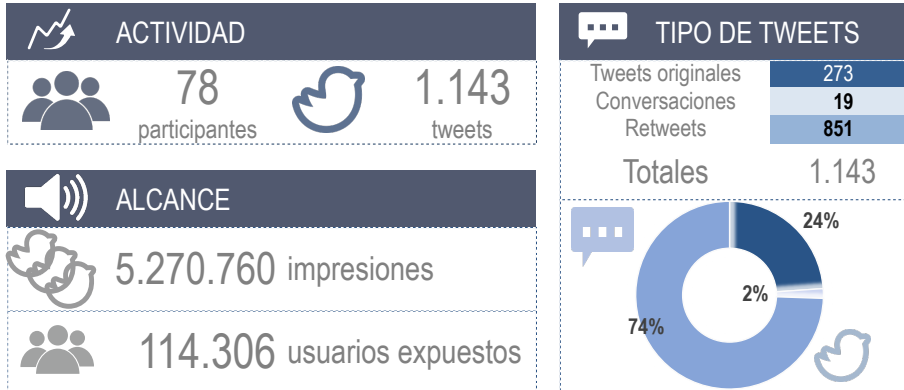 ACTIVIDAD
78
participantes
1.143
tweets
ALCANCE
5.270.760 impresiones
114.306 usuarios expuestos
TIPO DE TWEETS
Tweets originales 273
Conversaciones 19
Retweets 851
Totales 1.143
24%
2%
74%